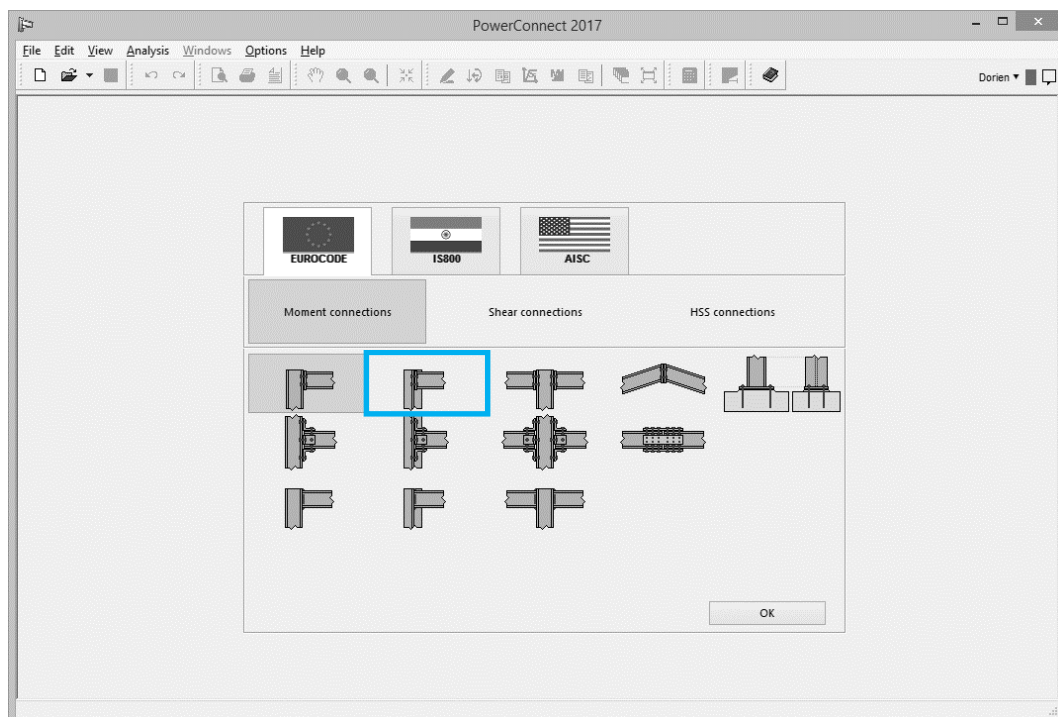 PowerConnect 2017
File Edit View Analysis Windows Options Help
Dorien
EUROCODE IS800 AISC
Moment connections Shear connections HSS connections
OK